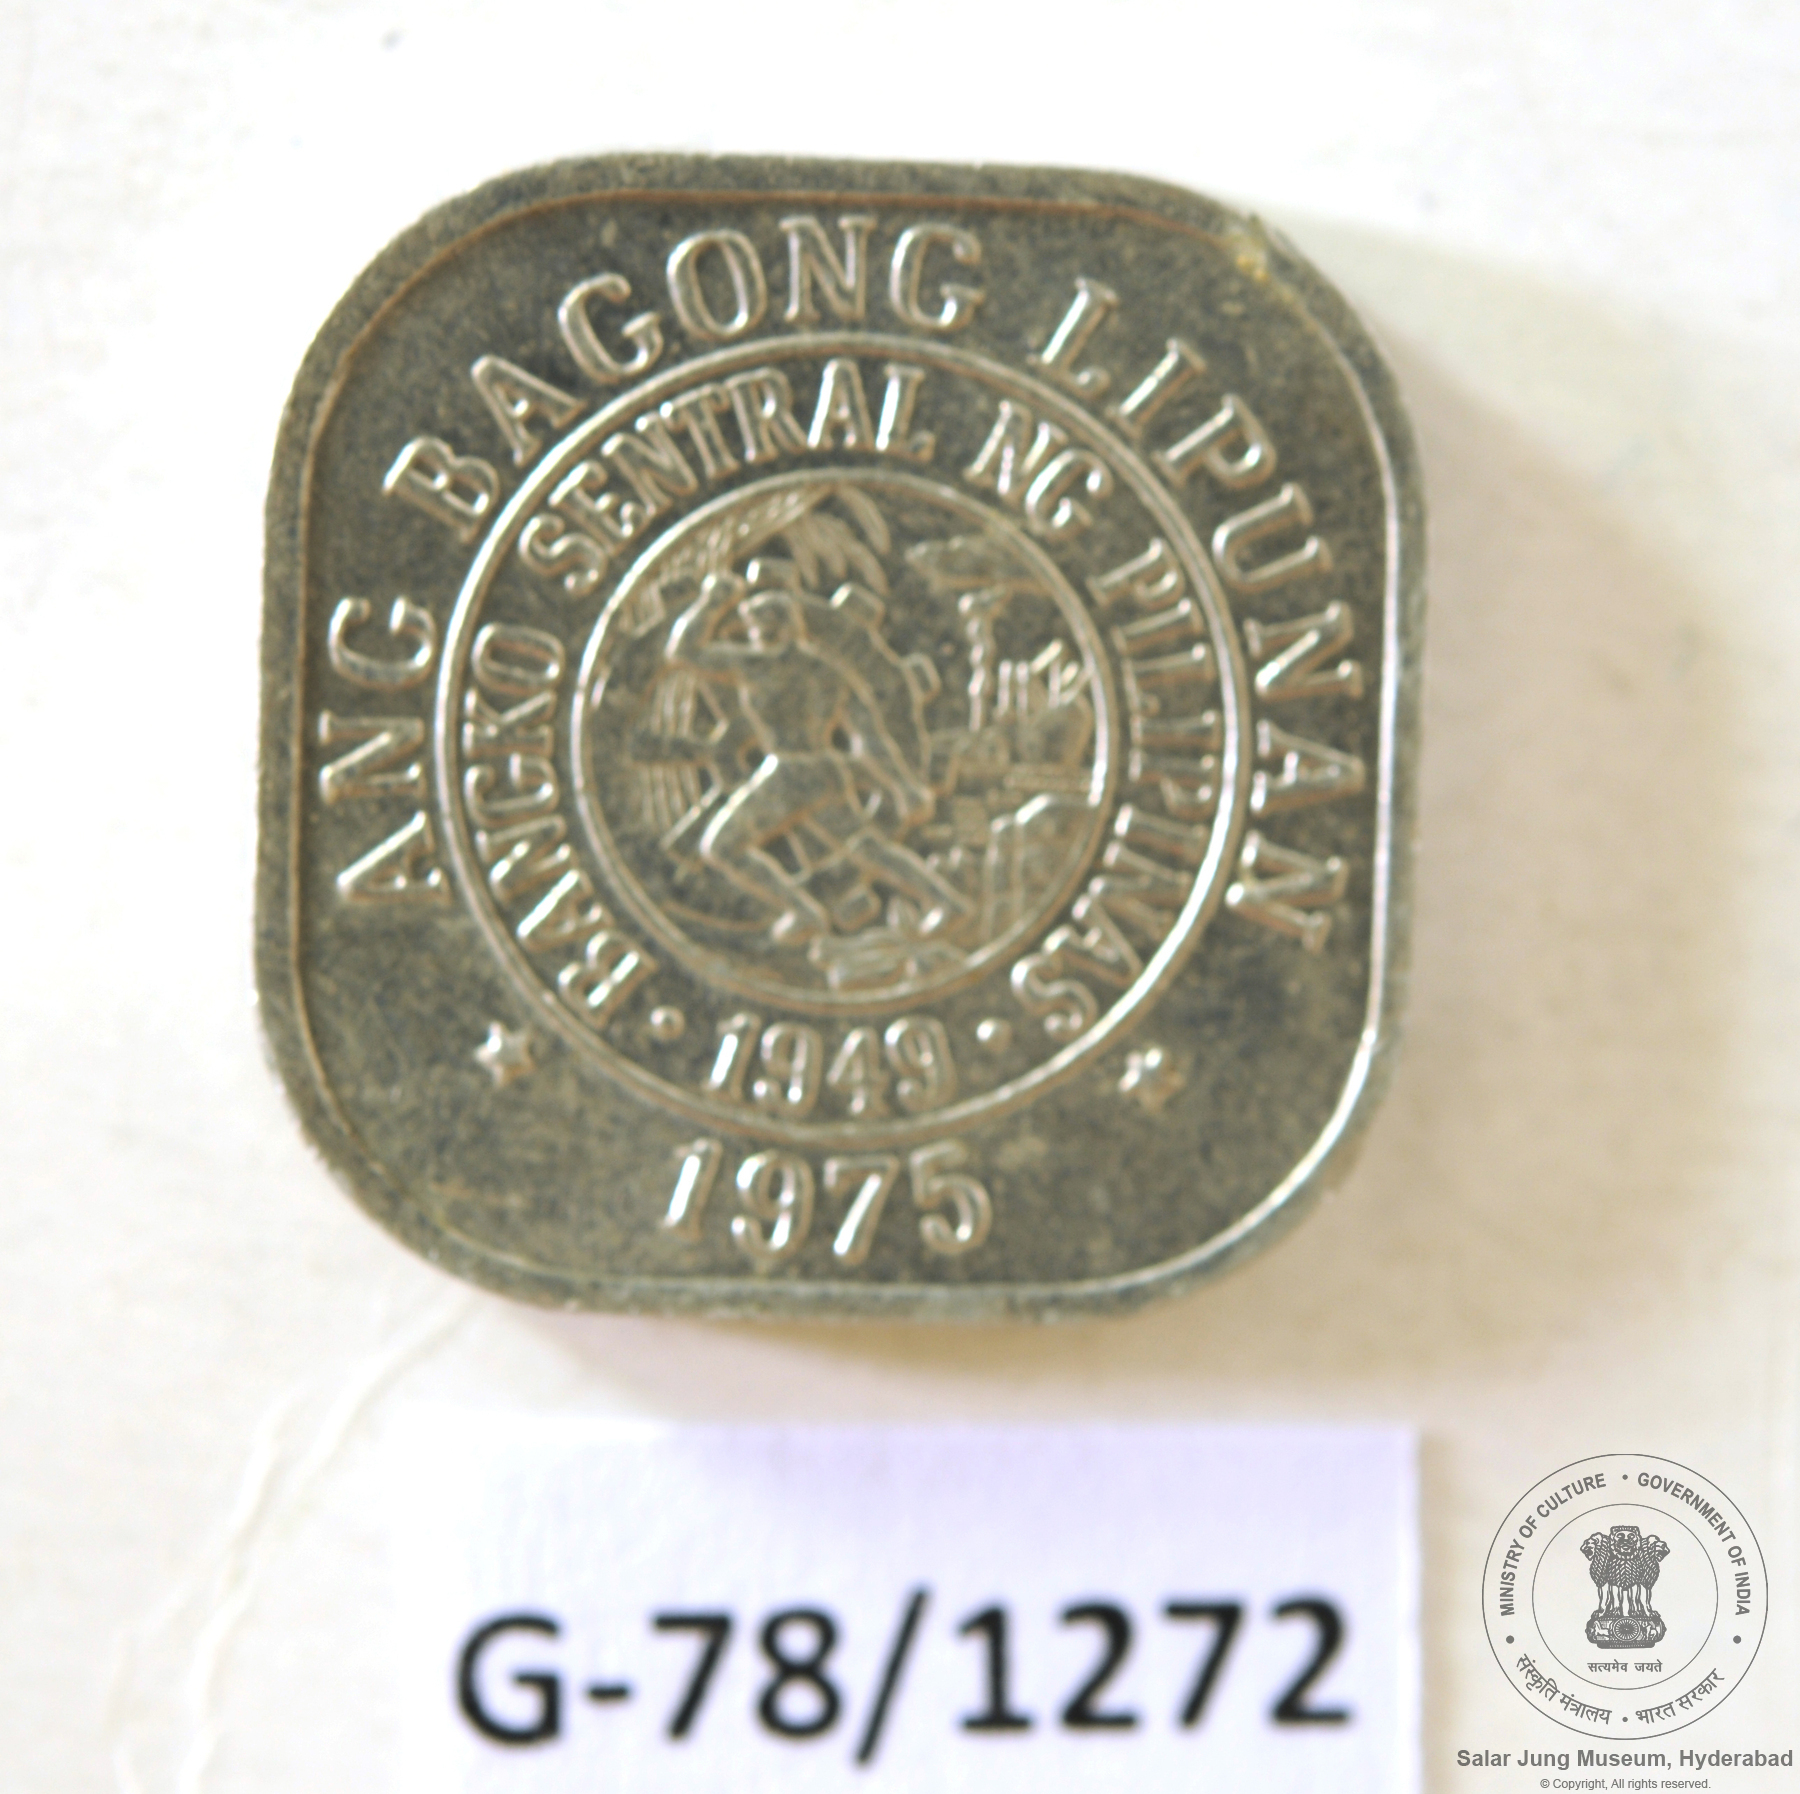 ANG BAGONG LIPUNAN
BANGKO SENTRAL NG PILIPINAS
• 1949 •
1975
G-78/1272
MINISTRY OF CULTURE • GOVERNMENT OF INDIA
सत्यमेव जयते
संस्कृति मंत्रालय • भारत सरकार
Salar Jung Museum, Hyderabad
© Copyright, All rights reserved.